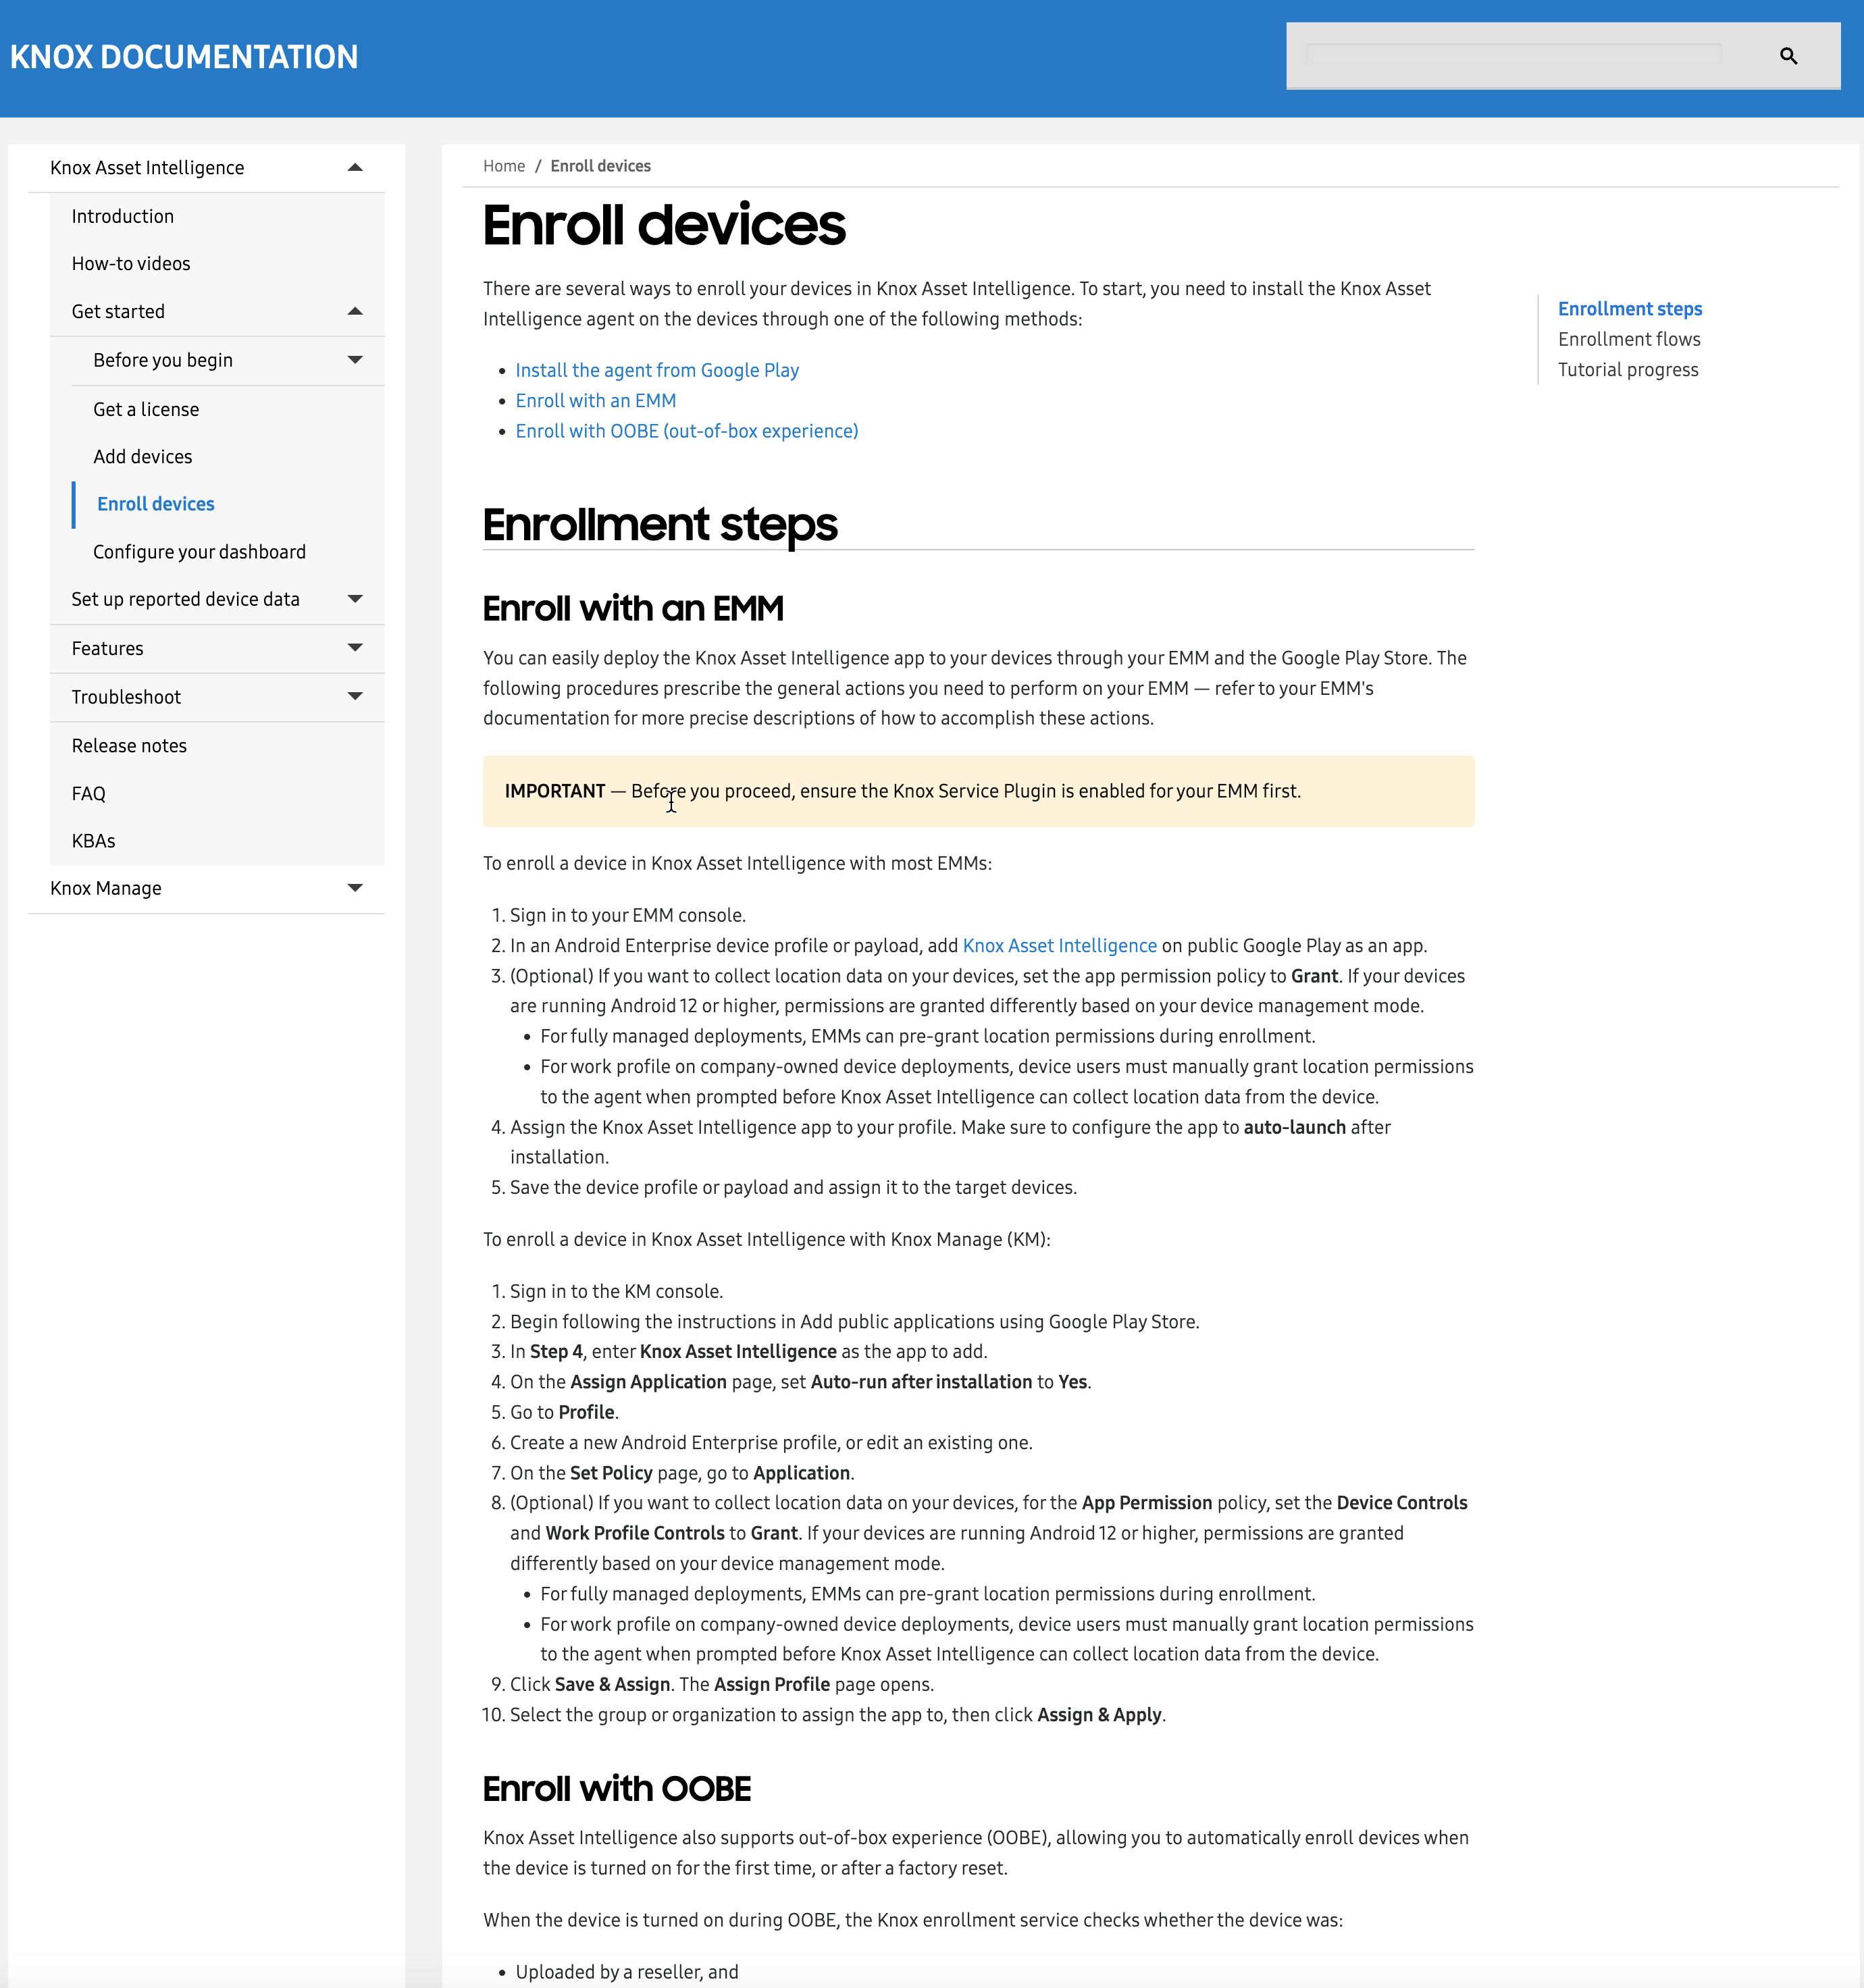 KNOX DOCUMENTATION
Knox Asset Intelligence
Introduction
How-to videos
Get started
Before you begin
Get a license
Add devices
Enroll devices
Configure your dashboard
Set up reported device data
Features
Troubleshoot
Release notes
FAQ
KBAs
Knox Manage
Home / Enroll devices
Enroll devices
There are several ways to enroll your devices in Knox Asset Intelligence. To start, you need to install the Knox Asset
Intelligence agent on the devices through one of the following methods:
• Install the agent from Google Play
• Enroll with an EMM
• Enroll with OOBE (out-of-box experience)
Enrollment steps
Enrollment flows
Tutorial progress
Enrollment steps
Enroll with an EMM
You can easily deploy the Knox Asset Intelligence app to your devices through your EMM and the Google Play Store. The
following procedures prescribe the general actions you need to perform on your EMM — refer to your EMM's
documentation for more precise descriptions of how to accomplish these actions.
IMPORTANT — Before you proceed, ensure the Knox Service Plugin is enabled for your EMM first.
To enroll a device in Knox Asset Intelligence with most EMMs:
1. Sign in to your EMM console.
2. In an Android Enterprise device profile or payload, add Knox Asset Intelligence on public Google Play as an app.
3. (Optional) If you want to collect location data on your devices, set the app permission policy to Grant. If your devices
are running Android 12 or higher, permissions are granted differently based on your device management mode.
• For fully managed deployments, EMMs can pre-grant location permissions during enrollment.
• For work profile on company-owned device deployments, device users must manually grant location permissions
to the agent when prompted before Knox Asset Intelligence can collect location data from the device.
4. Assign the Knox Asset Intelligence app to your profile. Make sure to configure the app to auto-launch after
installation.
5. Save the device profile or payload and assign it to the target devices.
To enroll a device in Knox Asset Intelligence with Knox Manage (KM):
1. Sign in to the KM console.
2. Begin following the instructions in Add public applications using Google Play Store.
3. In Step 4, enter Knox Asset Intelligence as the app to add.
4. On the Assign Application page, set Auto-run after installation to Yes.
5. Go to Profile.
6. Create a new Android Enterprise profile, or edit an existing one.
7. On the Set Policy page, go to Application.
8. (Optional) If you want to collect location data on your devices, for the App Permission policy, set the Device Controls
and Work Profile Controls to Grant. If your devices are running Android 12 or higher, permissions are granted
differently based on your device management mode.
• For fully managed deployments, EMMs can pre-grant location permissions during enrollment.
• For work profile on company-owned device deployments, device users must manually grant location permissions
to the agent when prompted before Knox Asset Intelligence can collect location data from the device.
9. Click Save & Assign. The Assign Profile page opens.
10. Select the group or organization to assign the app to, then click Assign & Apply.
Enroll with OOBE
Knox Asset Intelligence also supports out-of-box experience (OOBE), allowing you to automatically enroll devices when
the device is turned on for the first time, or after a factory reset.
When the device is turned on during OOBE, the Knox enrollment service checks whether the device was:
• Uploaded by a reseller, and